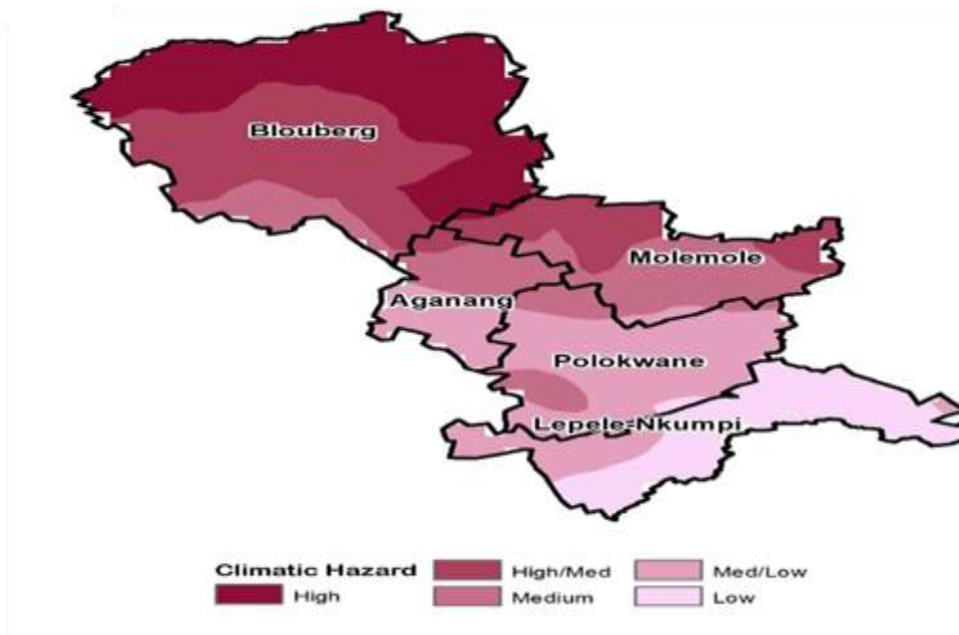 Blouberg
Molemole
Aganang
Polokwane
Lepele-Nkumpi
Climatic Hazard
High
High/Med
Medium
Med/Low
Low